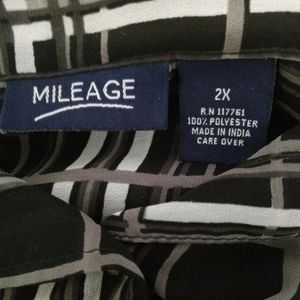 MILEAGE
2X
R.N 117761
100% POLYESTER
MADE IN INDIA
CARE OVER